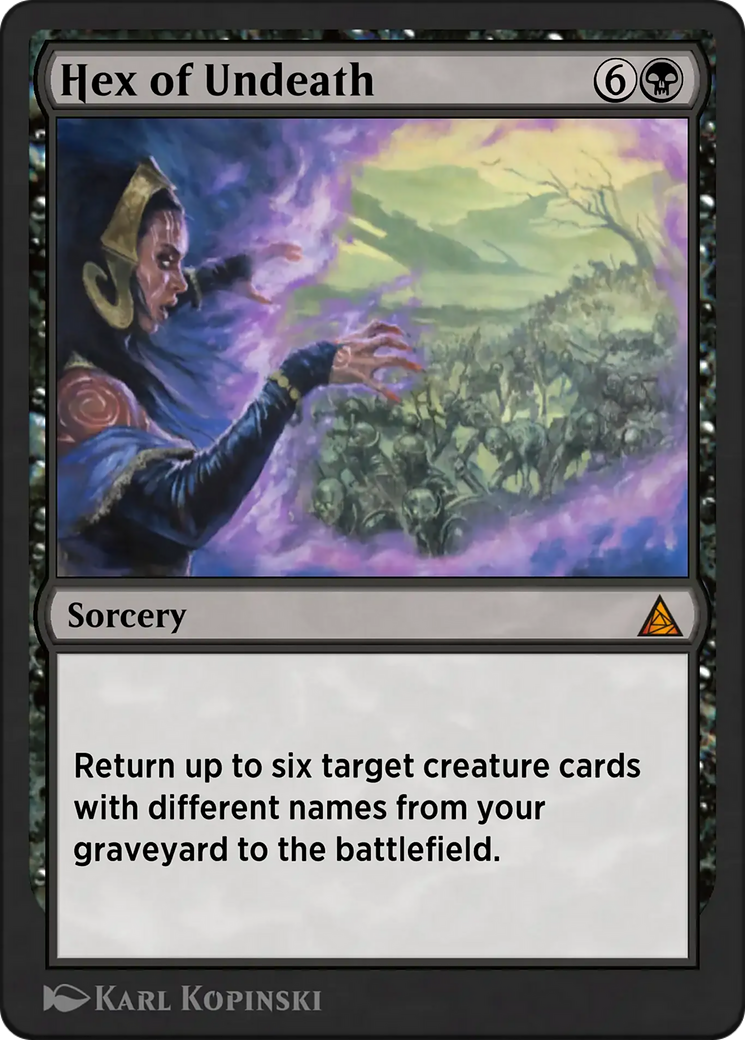 Hex of Undeath 6
Sorcery
Return up to six target creature cards
with different names from your
graveyard to the battlefield.
Karl Kopinski